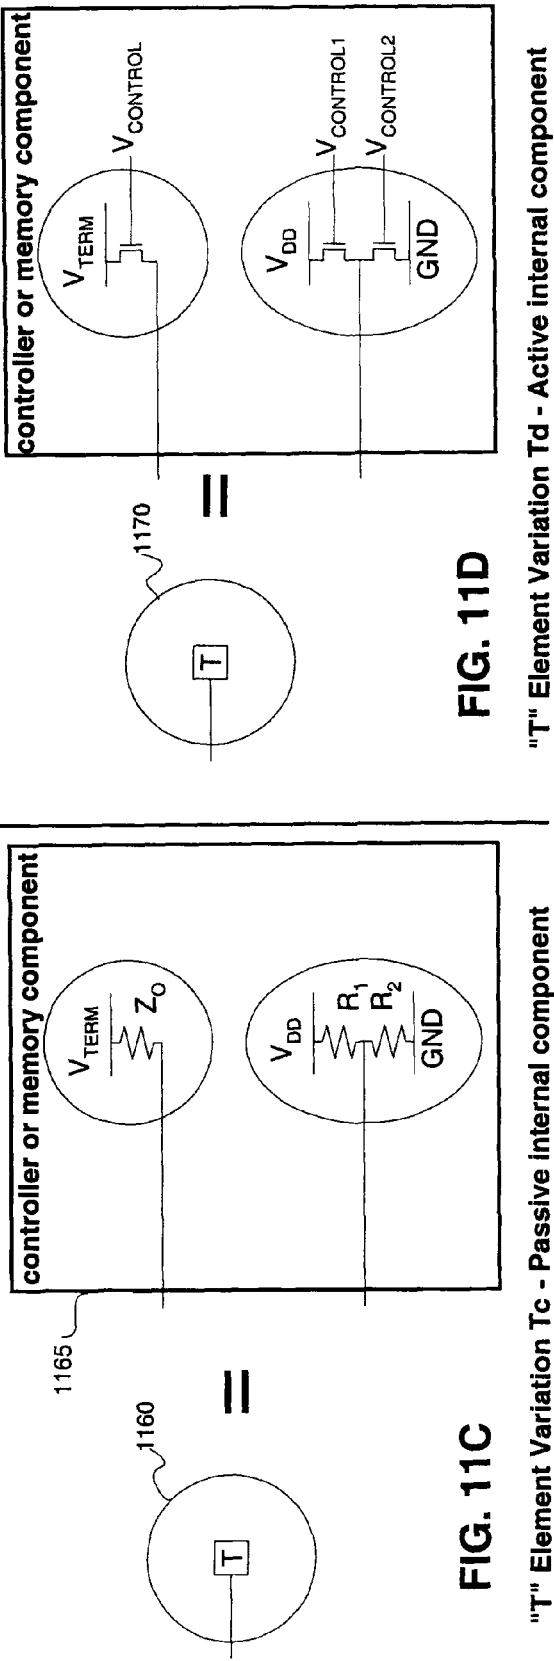 controller or memory component
1165
1160
T
=
V_TERM
Z_O
V_DD
R_1
R_2
GND
FIG. 11C
"T" Element Variation Tc - Passive internal component
controller or memory component
1170
T
=
V_TERM
V_CONTROL
V_DD
V_CONTROL1
V_CONTROL2
GND
FIG. 11D
"T" Element Variation Td - Active internal component